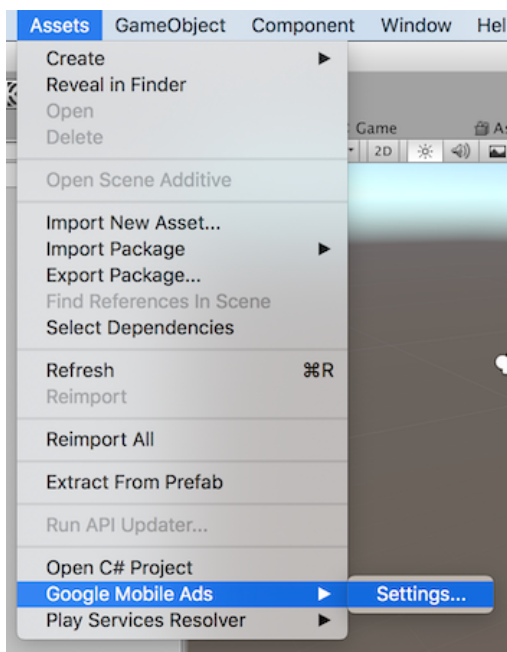 Assets GameObject Component Window Hel
Create
Reveal in Finder
Open
Delete
Game
As
2D
Open Scene Additive
Import New Asset...
Import Package
Export Package...
Find References In Scene
Select Dependencies
Refresh ⌘R
Reimport
Reimport All
Extract From Prefab
Run API Updater...
Open C# Project
Google Mobile Ads Settings...
Play Services Resolver